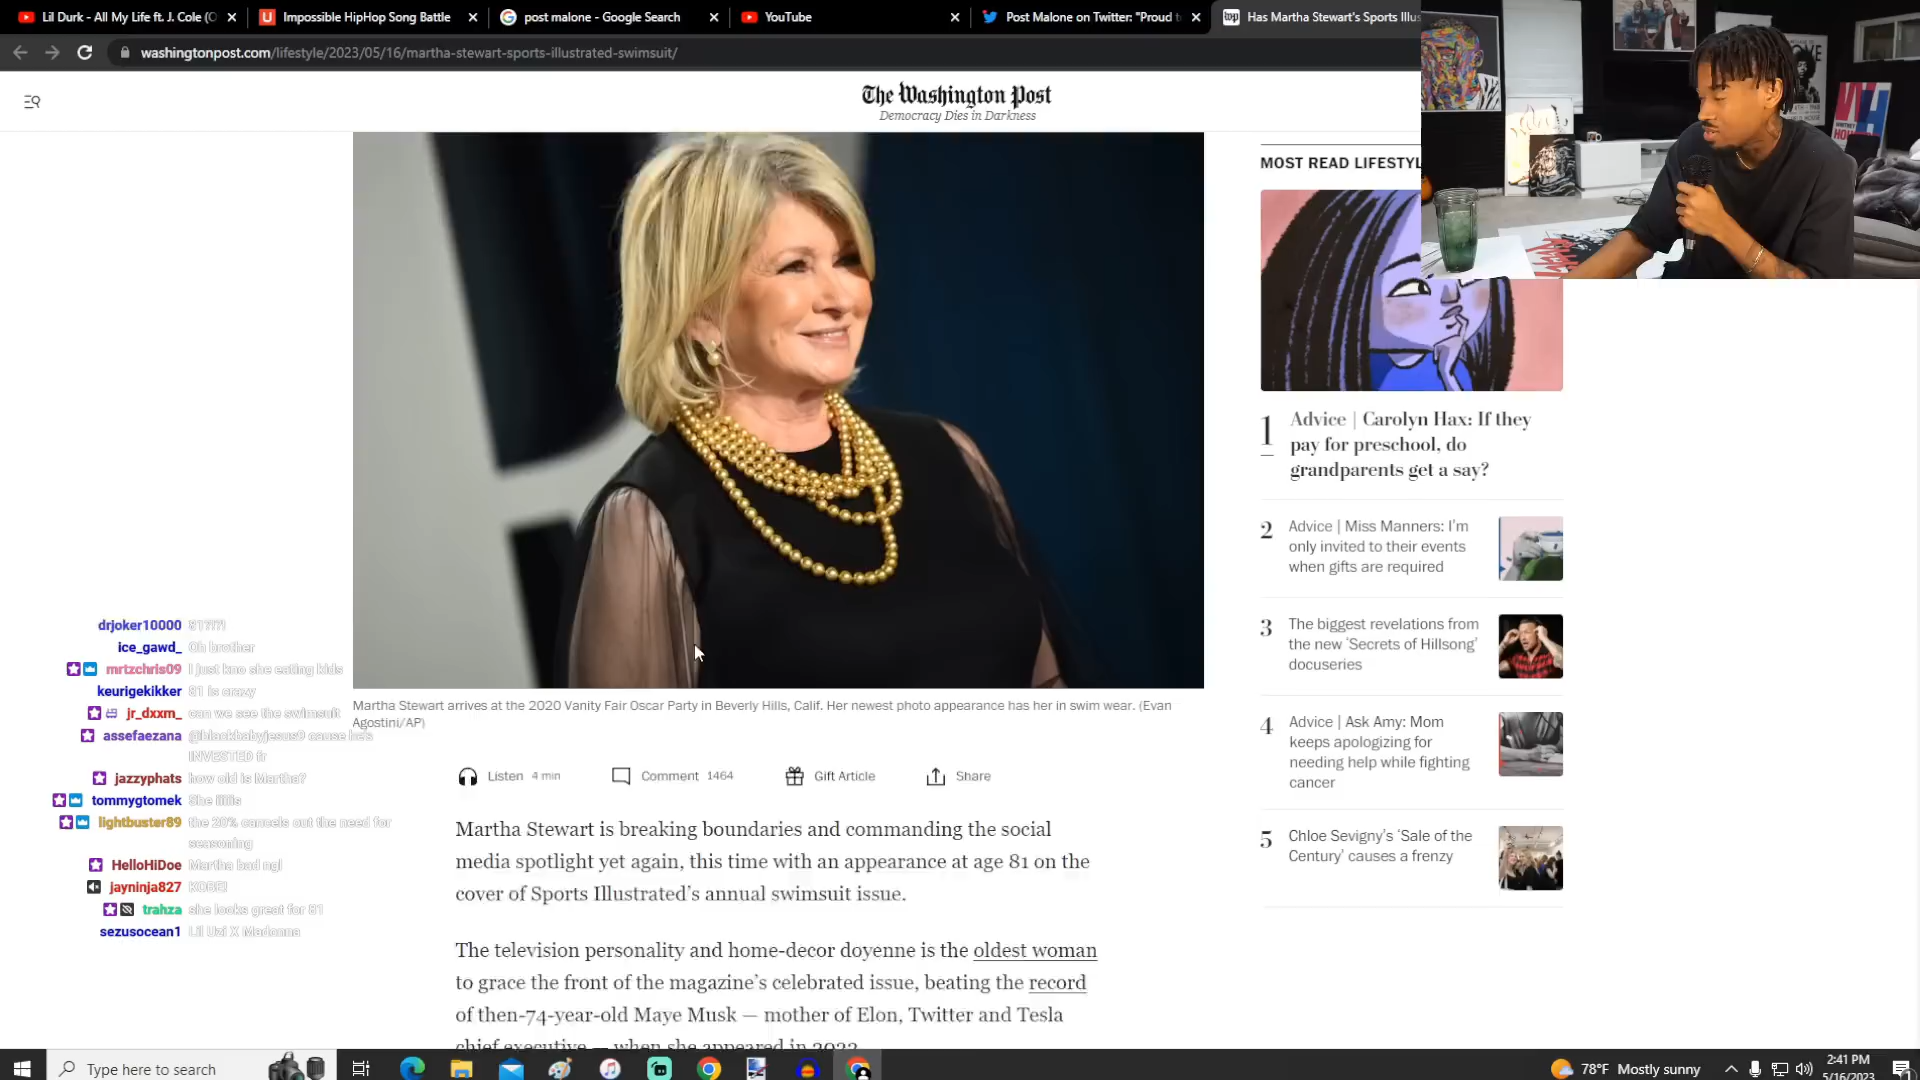 Lil Durk - All My Life ft. J. Cole (O
Impossible HipHop Song Battle
post malone - Google Search
YouTube
Post Malone on Twitter: "Proud t
Has Martha Stewart's Sports Illus
washingtonpost.com/lifestyle/2023/05/16/martha-stewart-sports-illustrated-swimsuit/
The Washington Post
Democracy Dies in Darkness
MOST READ LIFESTYL
1 Advice | Carolyn Hax: If they
pay for preschool, do
grandparents get a say?
2 Advice | Miss Manners: I'm
only invited to their events
when gifts are required
3 The biggest revelations from
the new 'Secrets of Hillsong'
docuseries
4 Advice | Ask Amy: Mom
keeps apologizing for
needing help while fighting
cancer
5 Chloe Sevigny's 'Sale of the
Century' causes a frenzy
drjoker10000 81?!?!
ice_gawd_ Oh brother
mrtzchris09 I just kno she eating kids
keurigekikker 81 is crazy
jr_dxxm_ can we see the swimsuit
assefaezana @blackbabyjesus9 cause he's
INVESTED fr
jazzyphats how old is Martha?
tommygtomek She
lightbuster89 the 20% cancels out the need for
seasoning
HelloHiDoe Martha bad ngl
jayninja827
trahza she looks great for 81
sezusocean1 Lil Uzi X Madonna
Martha Stewart arrives at the 2020 Vanity Fair Oscar Party in Beverly Hills, Calif. Her newest photo appearance has her in swim wear. (Evan
Agostini/AP)
Listen 4 min Comment 1464 Gift Article Share
Martha Stewart is breaking boundaries and commanding the social
media spotlight yet again, this time with an appearance at age 81 on the
cover of Sports Illustrated's annual swimsuit issue.
The television personality and home-decor doyenne is the oldest woman
to grace the front of the magazine's celebrated issue, beating the record
of then-74-year-old Maye Musk — mother of Elon, Twitter and Tesla
chief executive — when she appeared in 2022.
Type here to search
78°F Mostly sunny
2:41 PM
5/16/2023